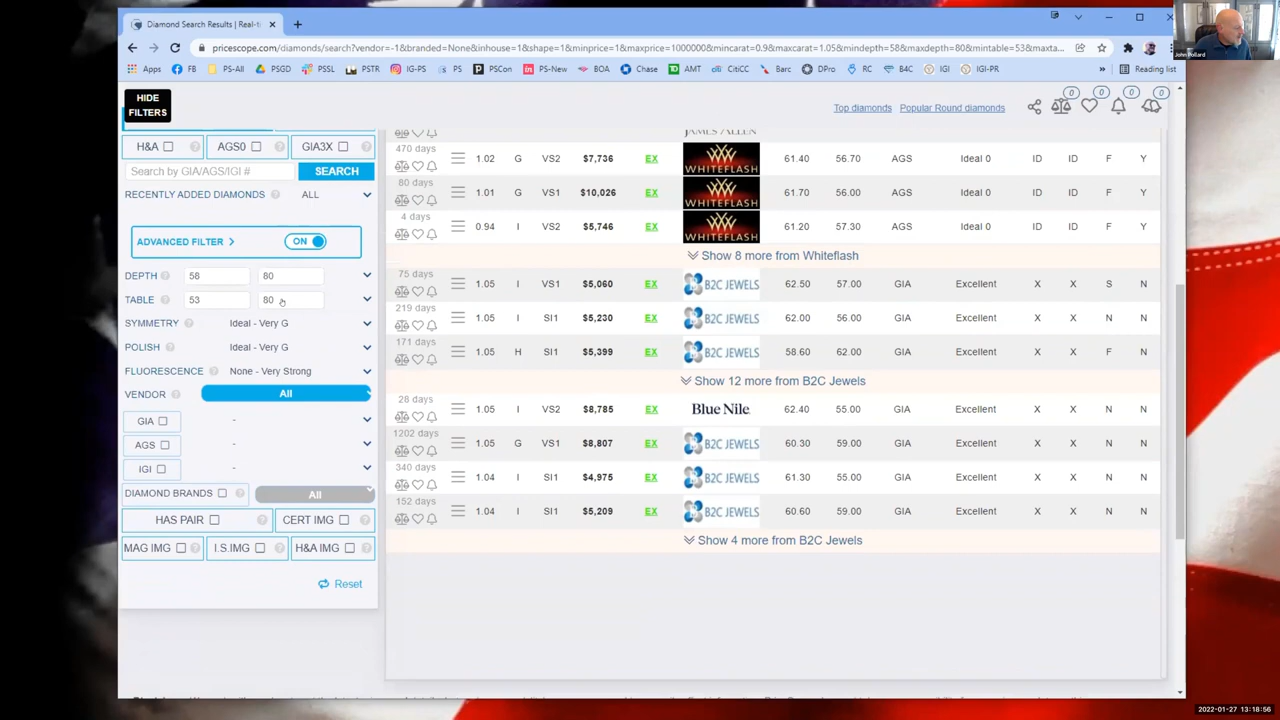 Diamond Search Results | Real-t
John Pollard
pricescope.com/diamonds/search?vendor=-1&branded=None&inhouse=1&shape=1&minprice=1&maxprice=1000000&mincarat=0.9&maxcarat=1.05&mindepth=58&maxdepth=80&mintable=53&maxta...
Apps FB PS-All PSGD PSSL PSTR IG-PS PS PScon PSLI BOA Chase AMT CitiCC Barc DPro RC B4C IGI IGI-PR Reading list
HIDE FILTERS
Top diamonds Popular Round diamonds 0 0 0 0
H&A AGS0 GIA3X
Search by GIA/AGS/IGI # SEARCH
RECENTLY ADDED DIAMONDS ALL
ADVANCED FILTER ON
DEPTH 58 80
TABLE 53 80
SYMMETRY Ideal - Very G
POLISH Ideal - Very G
FLUORESCENCE None - Very Strong
VENDOR All
GIA -
AGS -
IGI -
DIAMOND BRANDS All
HAS PAIR CERT IMG
MAG IMG I.S.IMG H&A IMG
Reset
JAMES ALLEN
470 days 1.02 G VS2 $7,736 EX WHITEFLASH 61.40 56.70 AGS Ideal 0 ID ID F Y
80 days 1.01 G VS1 $10,026 EX WHITEFLASH 61.70 56.00 AGS Ideal 0 ID ID F Y
4 days 0.94 I VS2 $5,746 EX WHITEFLASH 61.20 57.30 AGS Ideal 0 ID ID F Y
Show 8 more from Whiteflash
75 days 1.05 J VS1 $5,060 EX B2C JEWELS 62.50 57.00 GIA Excellent X X S N
219 days 1.05 I SI1 $5,230 EX B2C JEWELS 62.00 56.00 GIA Excellent X X N N
171 days 1.05 H SI1 $5,399 EX B2C JEWELS 58.60 62.00 GIA Excellent X X F N
Show 12 more from B2C Jewels
28 days 1.05 I VS2 $8,785 EX Blue Nile. 62.40 55.00 GIA Excellent X X N N
1202 days 1.05 G VS1 $8,807 EX B2C JEWELS 60.30 59.00 GIA Excellent X X N N
340 days 1.04 I SI1 $4,975 EX B2C JEWELS 61.30 55.00 GIA Excellent X X N N
152 days 1.04 I SI1 $5,209 EX B2C JEWELS 60.60 59.00 GIA Excellent X X N N
Show 4 more from B2C Jewels
2022-01-27 13:18:56